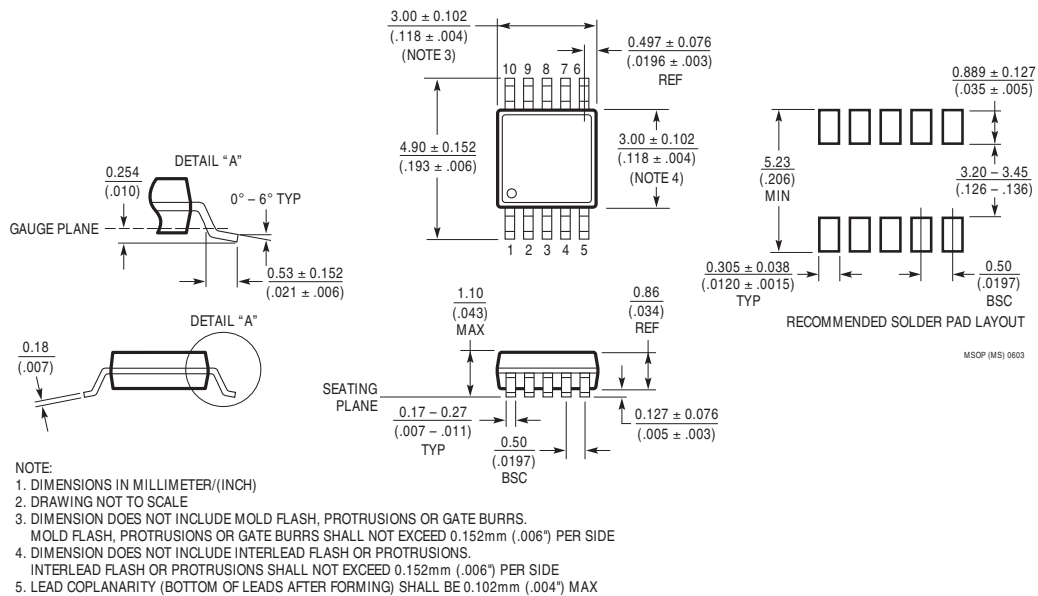 3.00 ± 0.102
(.118 ± .004)
(NOTE 3)
0.497 ± 0.076
(.0196 ± .003)
REF
10 9 8 7 6
4.90 ± 0.152
(.193 ± .006)
3.00 ± 0.102
(.118 ± .004)
(NOTE 4)
1 2 3 4 5
DETAIL “A”
0.254
(.010)
0° – 6° TYP
GAUGE PLANE
0.53 ± 0.152
(.021 ± .006)
DETAIL “A”
0.18
(.007)
1.10
(.043)
MAX
0.86
(.034)
REF
SEATING
PLANE
0.17 – 0.27
(.007 – .011)
TYP
0.50
(.0197)
BSC
0.127 ± 0.076
(.005 ± .003)
0.889 ± 0.127
(.035 ± .005)
5.23
(.206)
MIN
3.20 – 3.45
(.126 – .136)
0.305 ± 0.038
(.0120 ± .0015)
TYP
0.50
(.0197)
BSC
RECOMMENDED SOLDER PAD LAYOUT
MSOP (MS) 0603
NOTE:
1. DIMENSIONS IN MILLIMETER/(INCH)
2. DRAWING NOT TO SCALE
3. DIMENSION DOES NOT INCLUDE MOLD FLASH, PROTRUSIONS OR GATE BURRS.
MOLD FLASH, PROTRUSIONS OR GATE BURRS SHALL NOT EXCEED 0.152mm (.006") PER SIDE
4. DIMENSION DOES NOT INCLUDE INTERLEAD FLASH OR PROTRUSIONS.
INTERLEAD FLASH OR PROTRUSIONS SHALL NOT EXCEED 0.152mm (.006") PER SIDE
5. LEAD COPLANARITY (BOTTOM OF LEADS AFTER FORMING) SHALL BE 0.102mm (.004") MAX